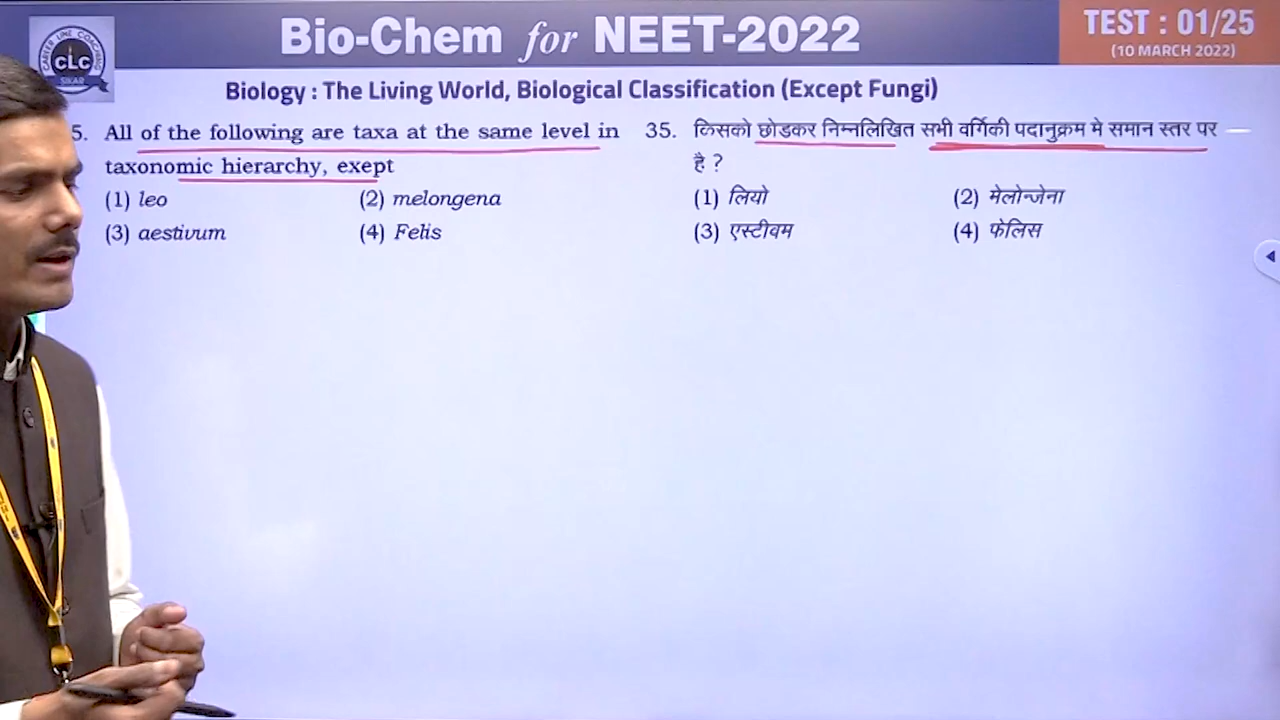 Bio-Chem for NEET-2022
TEST : 01/25
(10 MARCH 2022)
CAREER LINE COACHING
CLC
SIKAR
Biology : The Living World, Biological Classification (Except Fungi)
5. All of the following are taxa at the same level in
taxonomic hierarchy, exept
(1) leo (2) melongena
(3) aestivum (4) Felis
35. किसको छोडकर निम्नलिखित सभी वर्गिकी पदानुक्रम मे समान स्तर पर
है ?
(1) लियो (2) मेलोन्जेना
(3) एस्टीवम (4) फेलिस